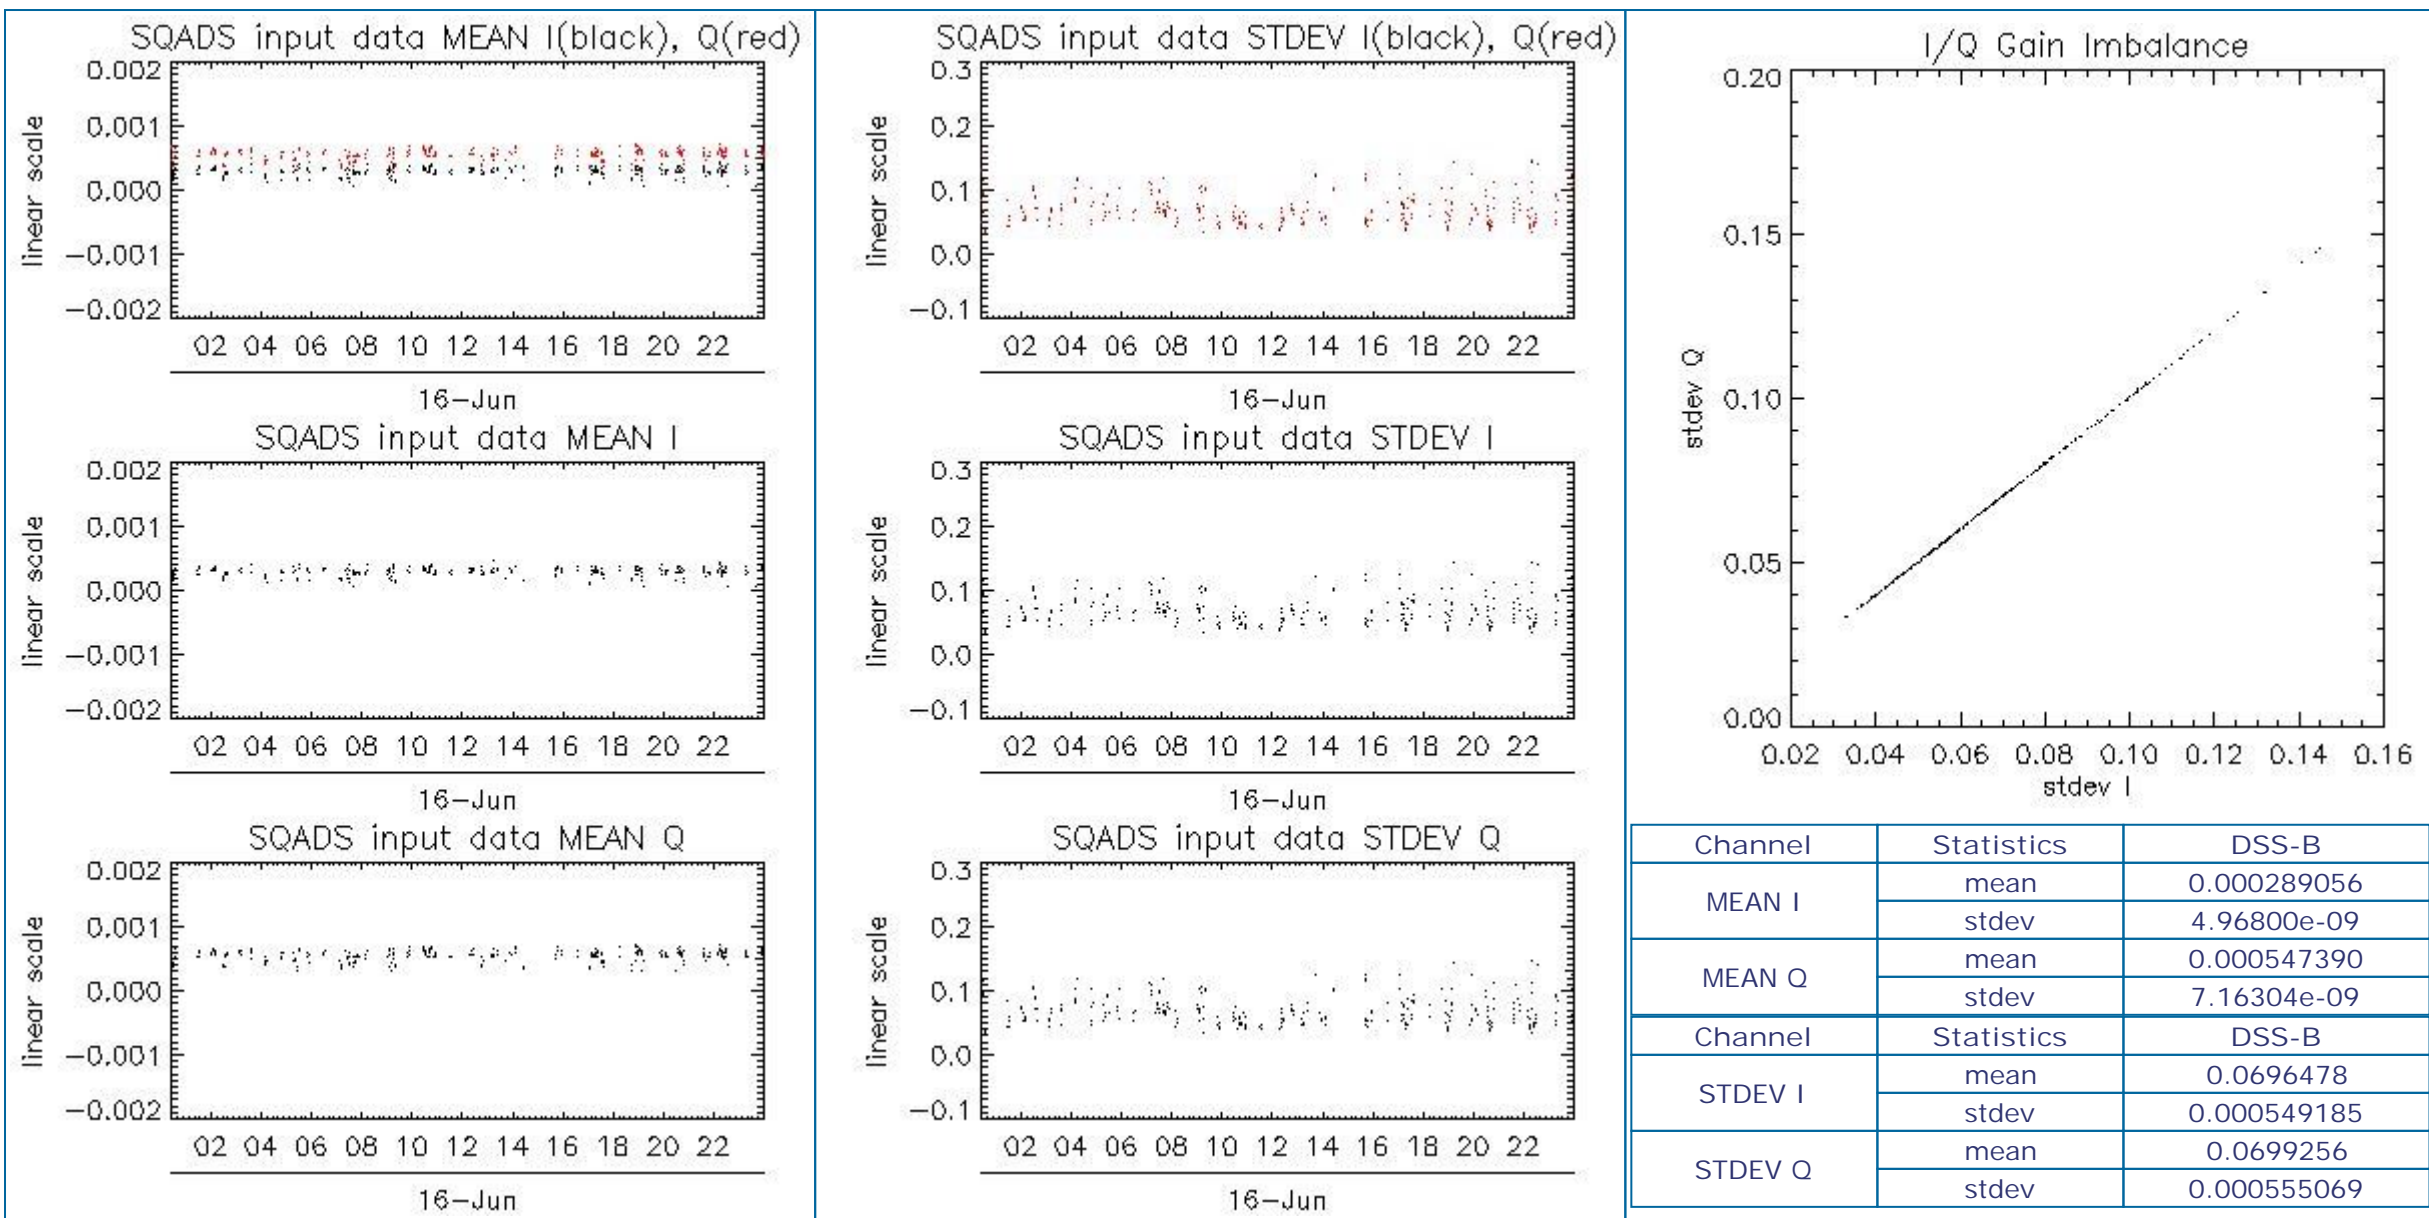 SQADS input data MEAN I(black), Q(red)
0.002
0.001
0.000
−0.001
−0.002
linear scale
02 04 06 08 10 12 14 16 18 20 22
16−Jun
SQADS input data MEAN I
0.002
0.001
0.000
−0.001
−0.002
linear scale
02 04 06 08 10 12 14 16 18 20 22
16−Jun
SQADS input data MEAN Q
0.002
0.001
0.000
−0.001
−0.002
linear scale
02 04 06 08 10 12 14 16 18 20 22
16−Jun
SQADS input data STDEV I(black), Q(red)
0.3
0.2
0.1
0.0
−0.1
linear scale
02 04 06 08 10 12 14 16 18 20 22
16−Jun
SQADS input data STDEV I
0.3
0.2
0.1
0.0
−0.1
linear scale
02 04 06 08 10 12 14 16 18 20 22
16−Jun
SQADS input data STDEV Q
0.3
0.2
0.1
0.0
−0.1
linear scale
02 04 06 08 10 12 14 16 18 20 22
16−Jun
I/Q Gain Imbalance
0.20
0.15
0.10
0.05
0.00
stdev Q
0.02 0.04 0.06 0.08 0.10 0.12 0.14 0.16
stdev I
Channel Statistics DSS-B
MEAN I mean 0.000289056
stdev 4.96800e-09
MEAN Q mean 0.000547390
stdev 7.16304e-09
Channel Statistics DSS-B
STDEV I mean 0.0696478
stdev 0.000549185
STDEV Q mean 0.0699256
stdev 0.000555069